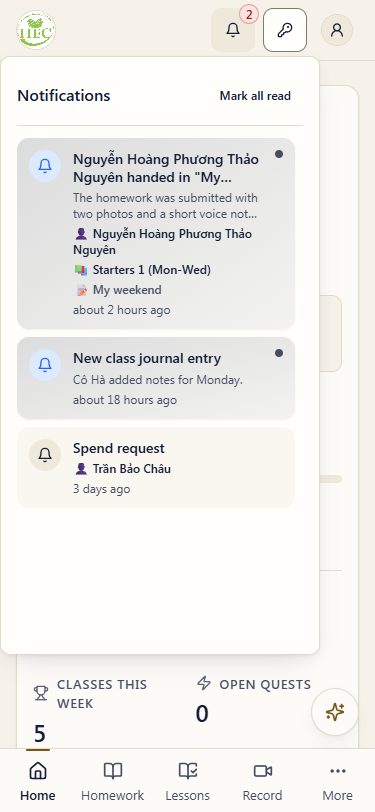 HEC
2
Notifications
Mark all read
Nguyễn Hoàng Phương Thảo
Nguyên handed in "My...
The homework was submitted with
two photos and a short voice not...
Nguyễn Hoàng Phương Thảo
Nguyên
Starters 1 (Mon-Wed)
My weekend
about 2 hours ago
New class journal entry
Cô Hà added notes for Monday.
about 18 hours ago
Spend request
Trần Bảo Châu
3 days ago
CLASSES THIS
WEEK
5
OPEN QUESTS
0
Home
Homework
Lessons
Record
More